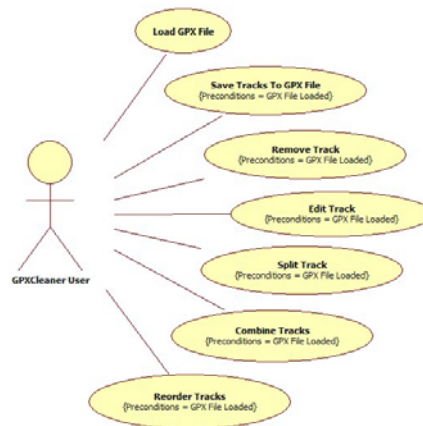 Load GPX File
Save Tracks To GPX File
{Preconditions = GPX File Loaded}
Remove Track
{Preconditions = GPX File Loaded}
Edit Track
{Preconditions = GPX File Loaded}
Split Track
{Preconditions = GPX File Loaded}
GPXCleaner User
Combine Tracks
{Preconditions = GPX File Loaded}
Reorder Tracks
{Preconditions = GPX File Loaded}